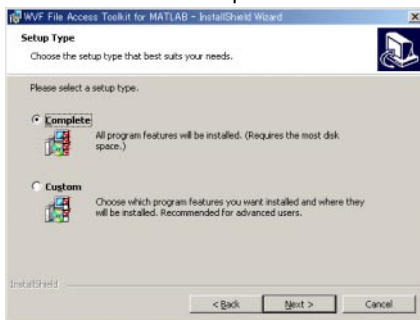 WVF File Access Toolkit for MATLAB - InstallShield Wizard
Setup Type
Choose the setup type that best suits your needs.
Please select a setup type.
Complete
All program features will be installed. (Requires the most disk
space.)
Custom
Choose which program features you want installed and where they
will be installed. Recommended for advanced users.
InstallShield
< Back
Next >
Cancel